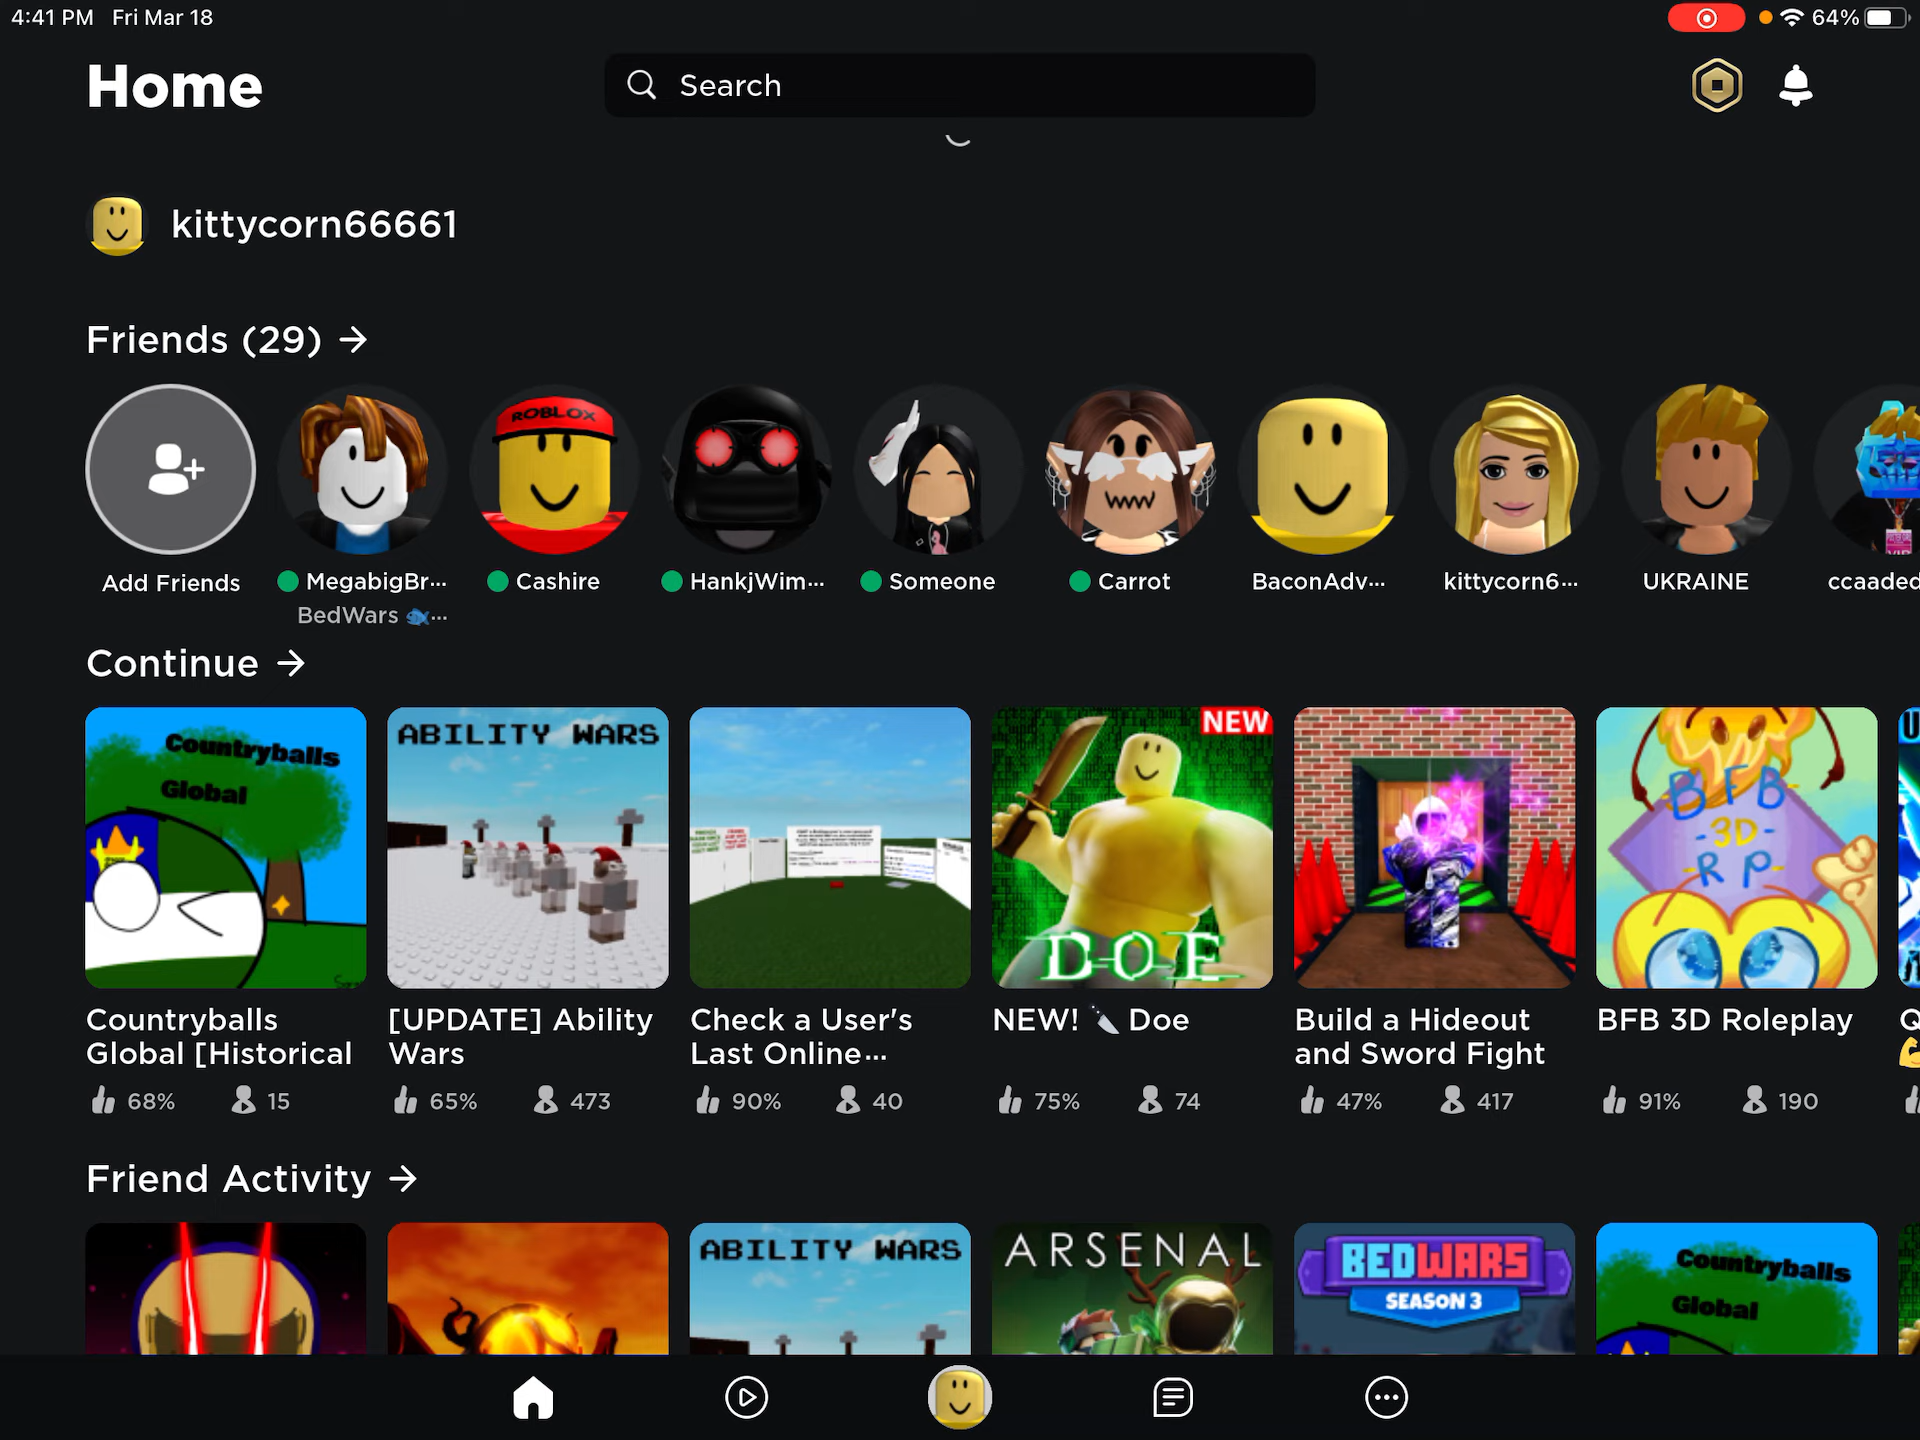 4:41 PM Fri Mar 18
64%
Home
Search
kittycorn66661
Friends (29) →
ROBLOX
Add Friends
MegabigBr...
Cashire
HankjWim...
Someone
Carrot
BaconAdv...
kittycorn6...
UKRAINE
ccaaded
BedWars 🐟...
Continue →
Countryballs
Global
ABILITY WARS
NEW
DOE
BFB
-3D-
RP
Countryballs
Global [Historical
[UPDATE] Ability
Wars
Check a User's
Last Online...
NEW! 🔪 Doe
Build a Hideout
and Sword Fight
BFB 3D Roleplay
68% 15
65% 473
90% 40
75% 74
47% 417
91% 190
Friend Activity →
ABILITY WARS
ARSENAL
BEDWARS
SEASON 3
Countryballs
Global